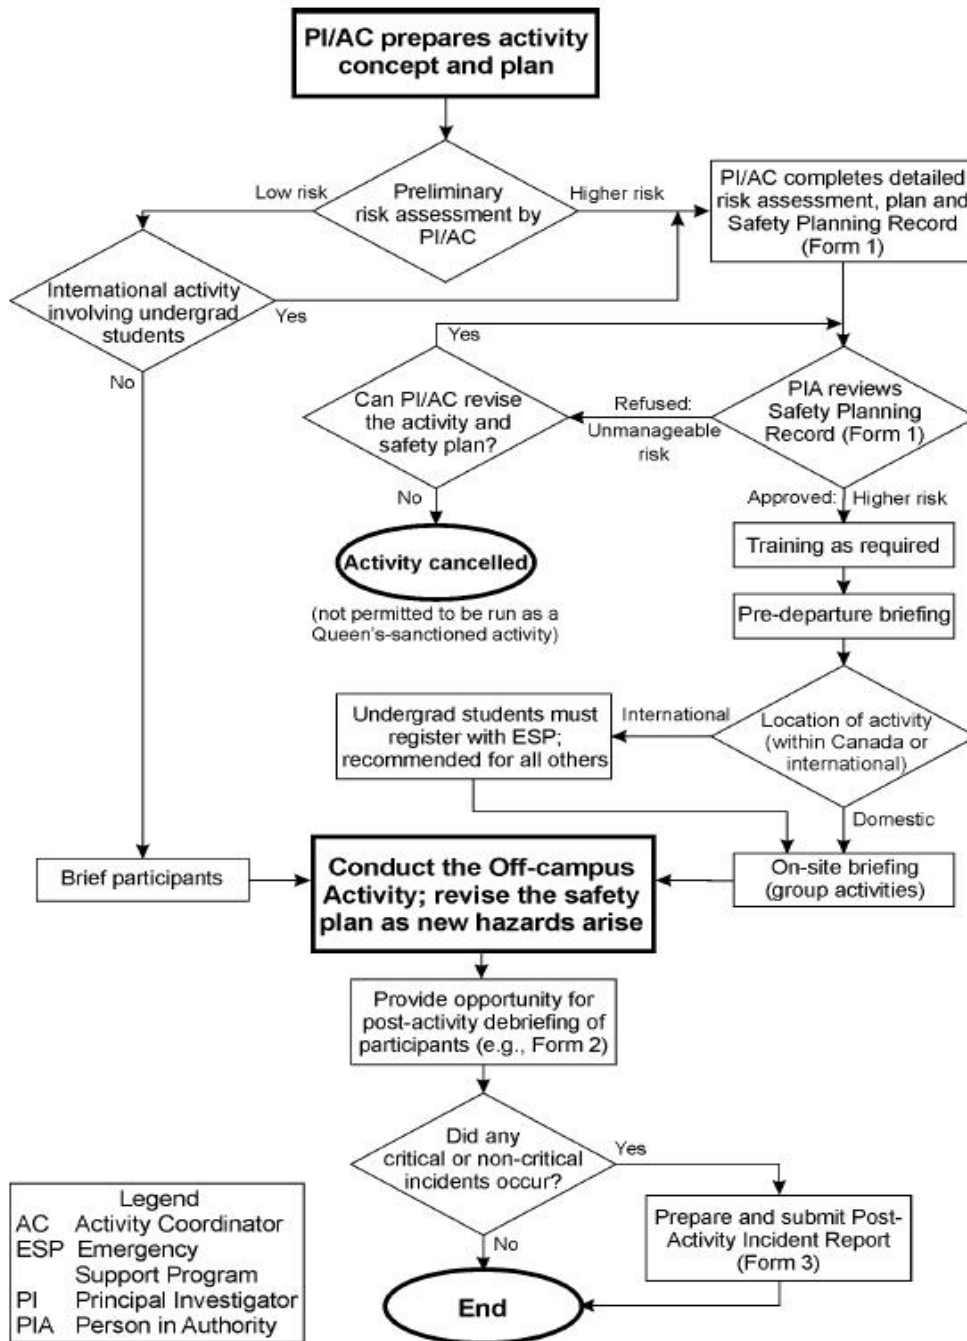 PI/AC prepares activity
concept and plan
Low risk
Preliminary
risk assessment by
PI/AC
Higher risk
PI/AC completes detailed
risk assessment, plan and
Safety Planning Record
(Form 1)
International activity
involving undergrad
students
Yes
No
Yes
Can PI/AC revise
the activity and
safety plan?
Refused:
Unmanageable
risk
PIA reviews
Safety Planning
Record (Form 1)
No
Approved: Higher risk
Activity cancelled
(not permitted to be run as a
Queen's-sanctioned activity)
Training as required
Pre-departure briefing
Undergrad students must
register with ESP;
recommended for all others
International
Location of activity
(within Canada or
international)
Domestic
Brief participants
Conduct the Off-campus
Activity; revise the safety
plan as new hazards arise
On-site briefing
(group activities)
Provide opportunity for
post-activity debriefing of
participants (e.g., Form 2)
Did any
critical or non-critical
incidents occur?
Yes
No
Prepare and submit Post-
Activity Incident Report
(Form 3)
End
Legend
AC Activity Coordinator
ESP Emergency
Support Program
PI Principal Investigator
PIA Person in Authority